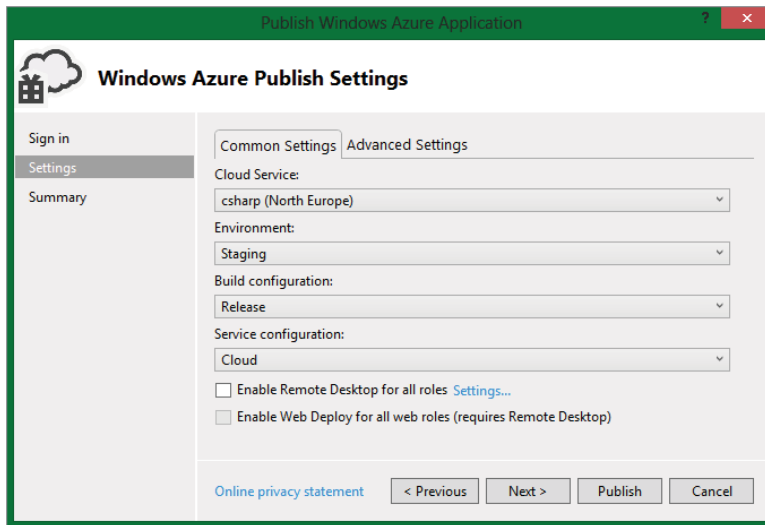 Publish Windows Azure Application
?
Windows Azure Publish Settings
Sign in
Settings
Summary
Common Settings
Advanced Settings
Cloud Service:
csharp (North Europe)
Environment:
Staging
Build configuration:
Release
Service configuration:
Cloud
Enable Remote Desktop for all roles Settings...
Enable Web Deploy for all web roles (requires Remote Desktop)
Online privacy statement
< Previous
Next >
Publish
Cancel